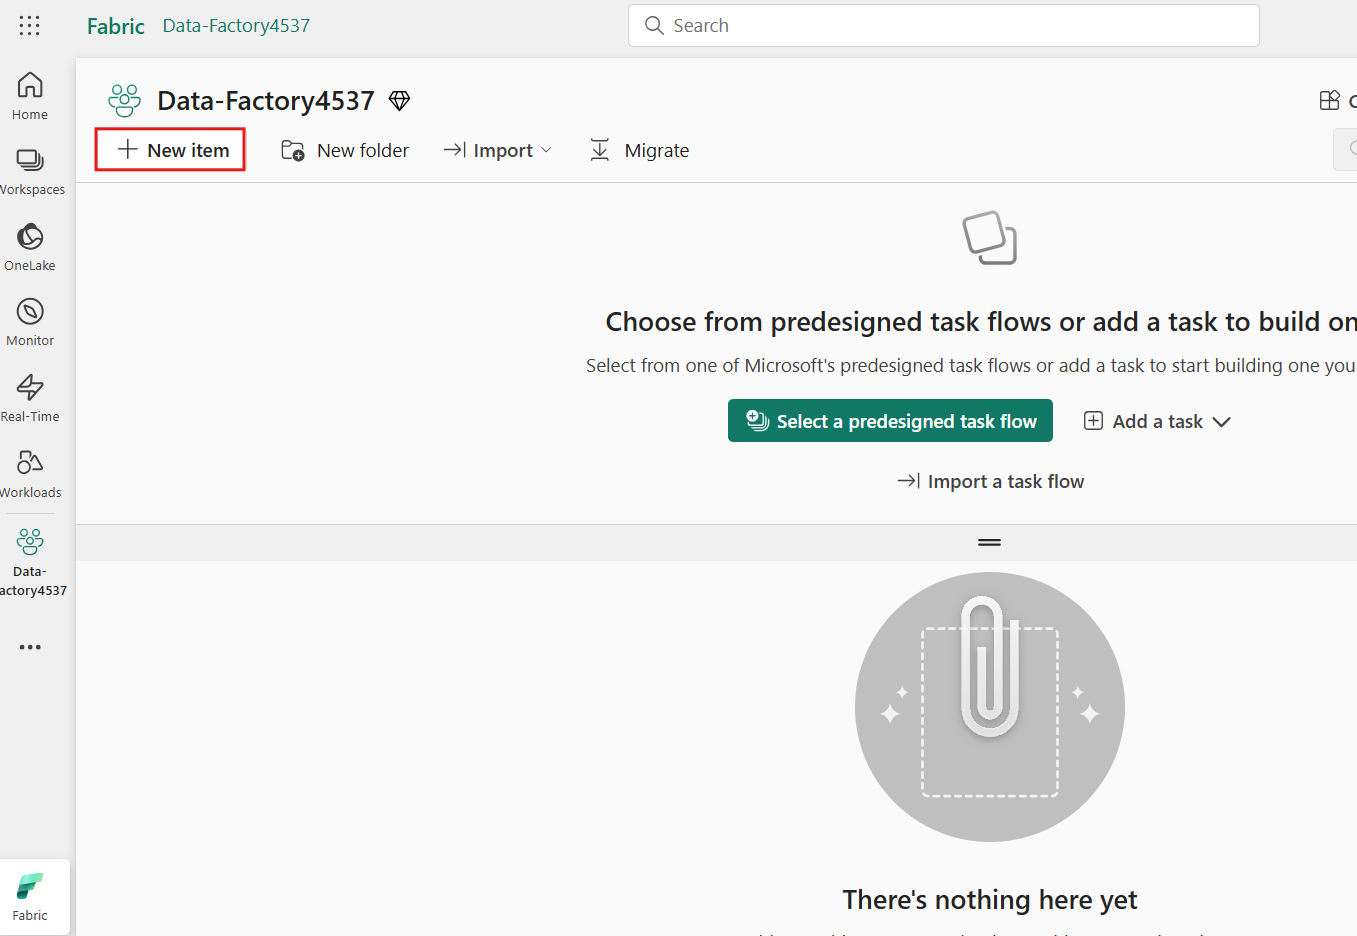 Fabric Data-Factory4537
Search
Home
Workspaces
OneLake
Monitor
Real-Time
Workloads
Data-
actory4537
Fabric
Data-Factory4537
New item
New folder
Import
Migrate
Choose from predesigned task flows or add a task to build on
Select from one of Microsoft's predesigned task flows or add a task to start building one you
Select a predesigned task flow
Add a task
Import a task flow
There's nothing here yet